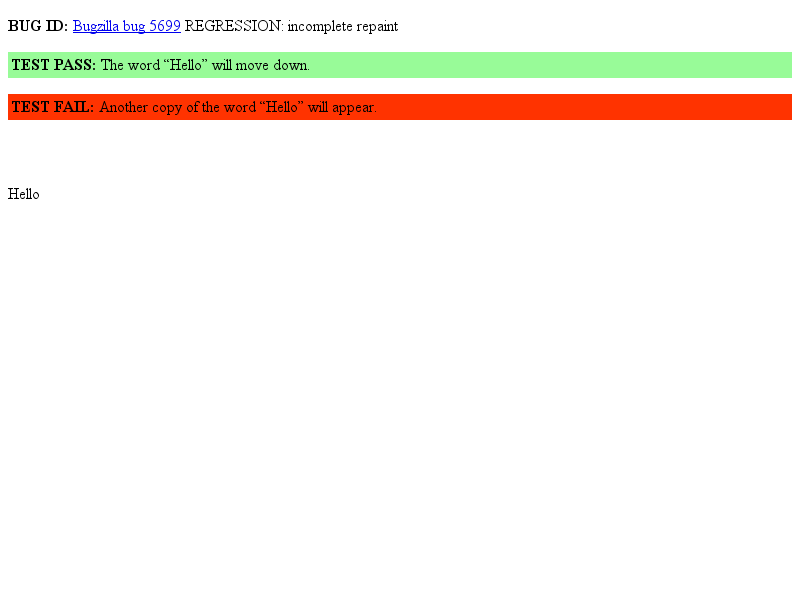 BUG ID: Bugzilla bug 5699 REGRESSION: incomplete repaint
TEST PASS: The word “Hello” will move down.
TEST FAIL: Another copy of the word “Hello” will appear.
Hello